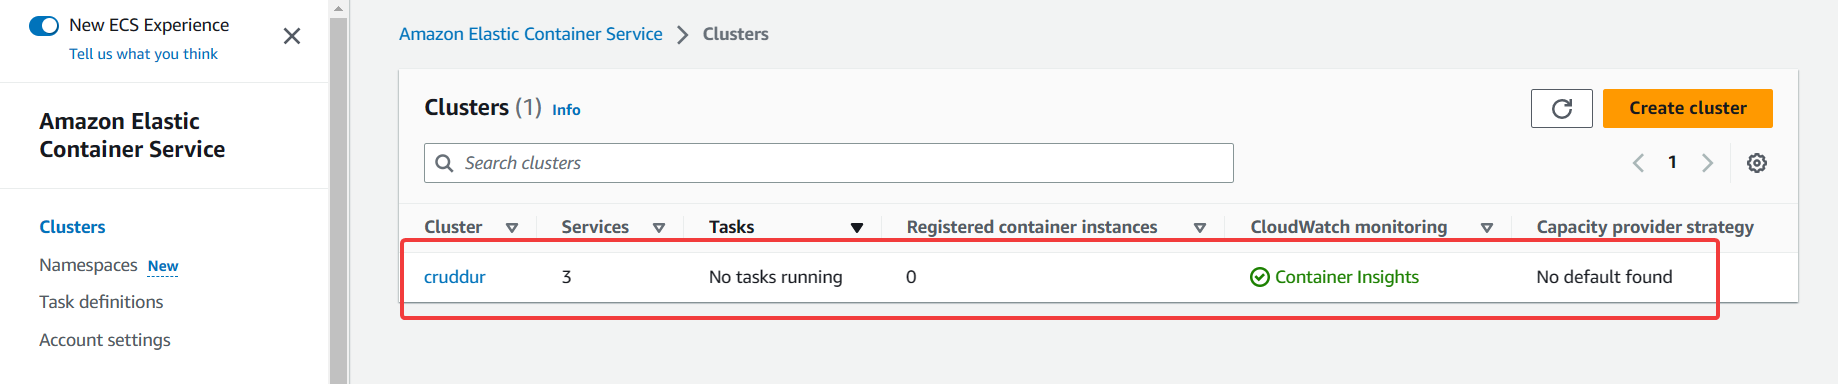 New ECS Experience
Tell us what you think
Amazon Elastic
Container Service
Clusters
Namespaces New
Task definitions
Account settings
Amazon Elastic Container Service > Clusters
Clusters (1) Info
Create cluster
Search clusters
1
Cluster Services Tasks Registered container instances CloudWatch monitoring Capacity provider strategy
cruddur 3 No tasks running 0 Container Insights No default found